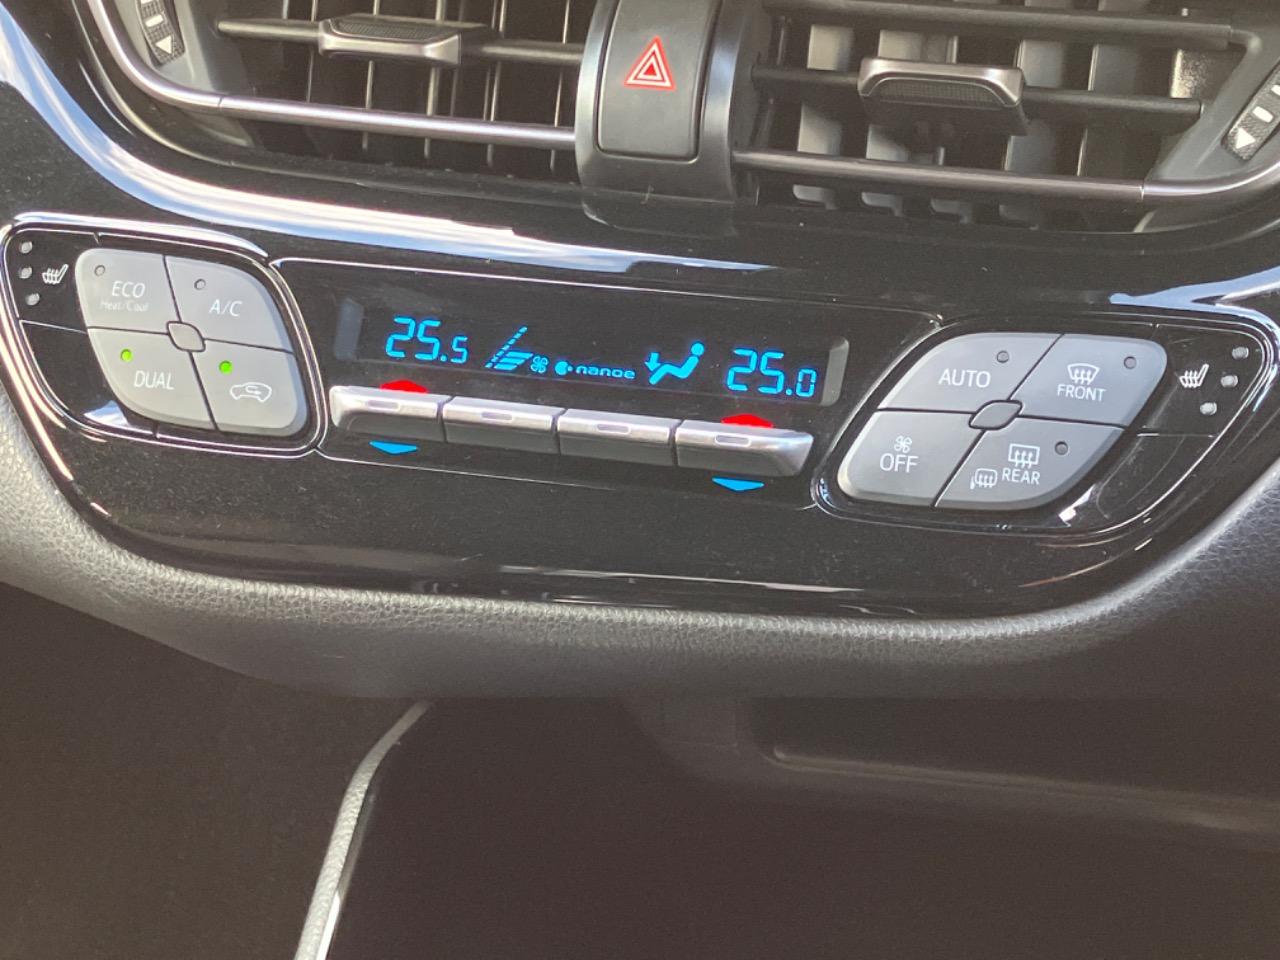 ECO
Heat/Cool
A/C
DUAL
25.5
nanoe
25.0
AUTO
FRONT
OFF
REAR